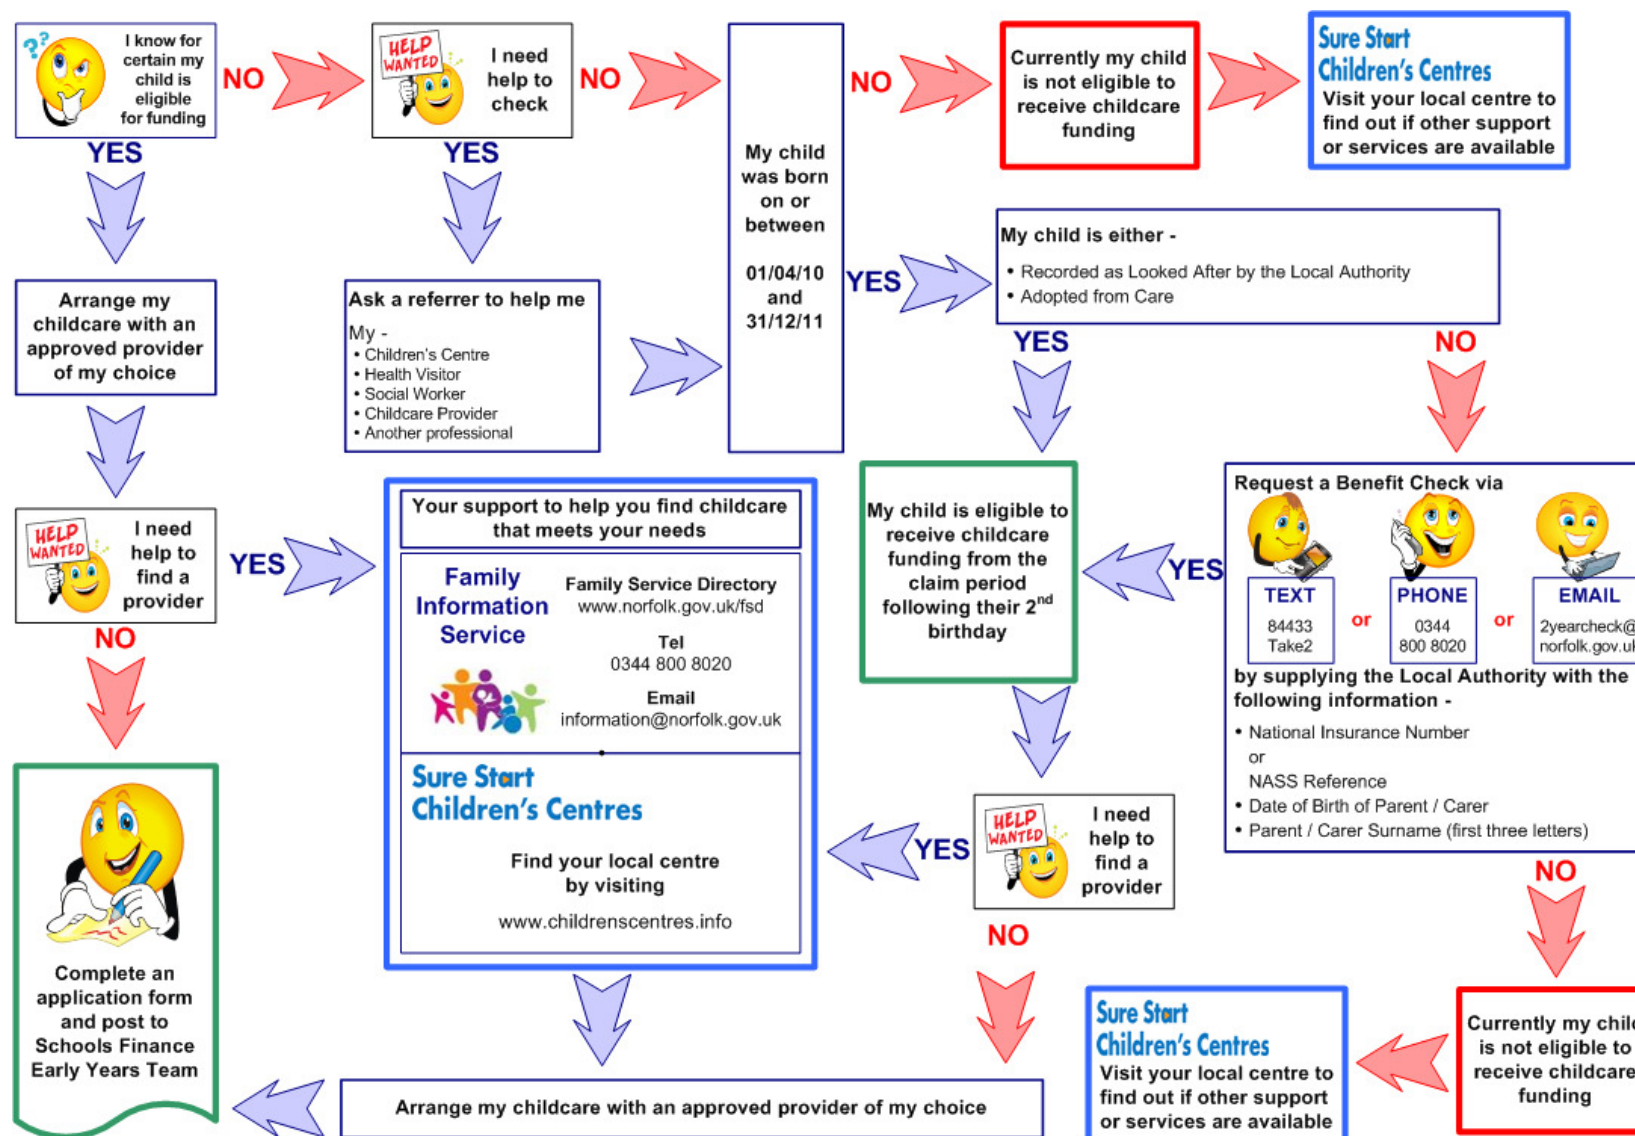 ??
I know for
certain my
child is
eligible
for funding
NO
YES
HELP
WANTED
I need
help to
check
NO
YES
My child
was born
on or
between
01/04/10
and
31/12/11
NO
YES
Currently my child
is not eligible to
receive childcare
funding
Sure Start
Children's Centres
Visit your local centre to
find out if other support
or services are available
Arrange my
childcare with an
approved provider
of my choice
Ask a referrer to help me
My -
• Children's Centre
• Health Visitor
• Social Worker
• Childcare Provider
• Another professional
My child is either -
• Recorded as Looked After by the Local Authority
• Adopted from Care
YES
NO
HELP
WANTED
I need
help to
find a
provider
YES
NO
Your support to help you find childcare
that meets your needs
Family
Information
Service
Family Service Directory
www.norfolk.gov.uk/fsd
Tel
0344 800 8020
Email
information@norfolk.gov.uk
Sure Start
Children's Centres
Find your local centre
by visiting
www.childrenscentres.info
My child is eligible to
receive childcare
funding from the
claim period
following their 2nd
birthday
YES
Request a Benefit Check via
TEXT
84433
Take2
or
PHONE
0344
800 8020
or
EMAIL
2yearcheck@
norfolk.gov.uk
by supplying the Local Authority with the
following information -
• National Insurance Number
or
NASS Reference
• Date of Birth of Parent / Carer
• Parent / Carer Surname (first three letters)
NO
YES
HELP
WANTED
I need
help to
find a
provider
NO
Complete an
application form
and post to
Schools Finance
Early Years Team
Arrange my childcare with an approved provider of my choice
Sure Start
Children's Centres
Visit your local centre to
find out if other support
or services are available
Currently my child
is not eligible to
receive childcare
funding